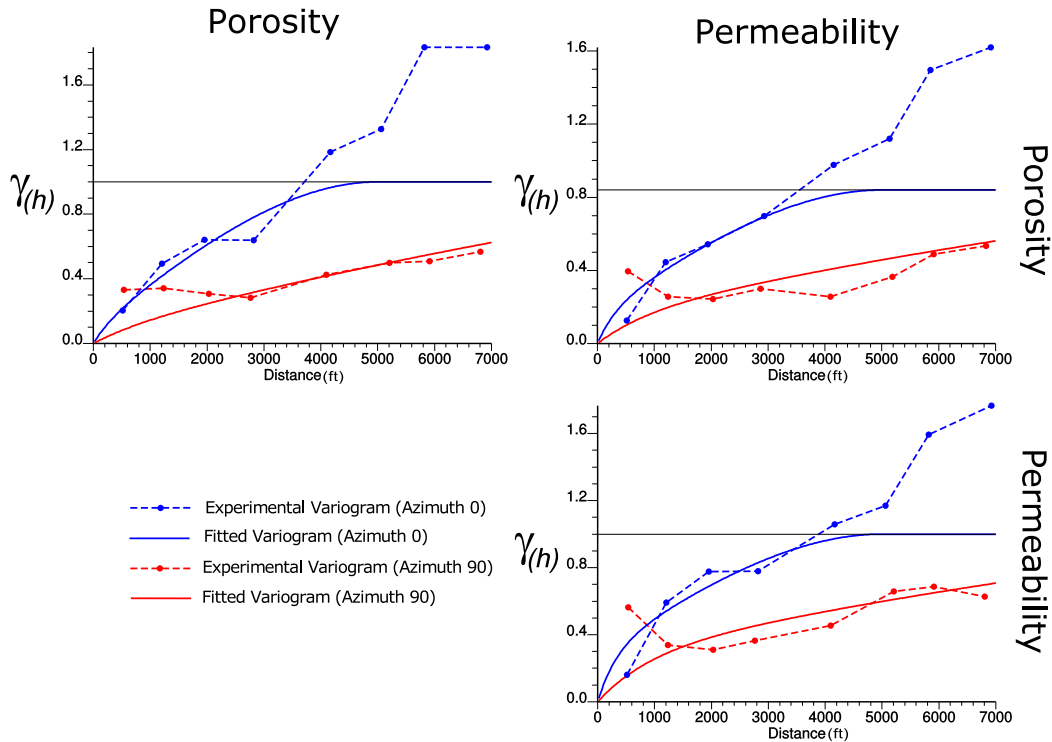 Porosity
Permeability
1.6
1.2
0.8
0.4
0.0
γ(h)
0 1000 2000 3000 4000 5000 6000 7000
Distance(ft)
1.6
1.2
0.8
0.4
0.0
γ(h)
0 1000 2000 3000 4000 5000 6000 7000
Distance(ft)
Porosity
Experimental Variogram (Azimuth 0)
Fitted Variogram (Azimuth 0)
Experimental Variogram (Azimuth 90)
Fitted Variogram (Azimuth 90)
1.6
1.2
0.8
0.4
0.0
γ(h)
0 1000 2000 3000 4000 5000 6000 7000
Distance(ft)
Permeability